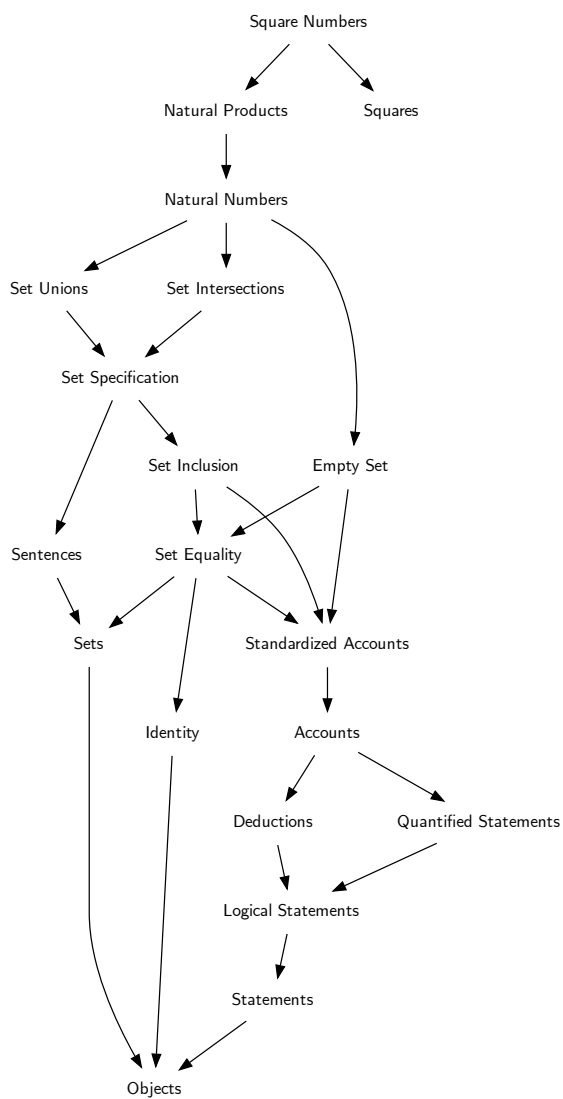 Square Numbers
Natural Products
Squares
Natural Numbers
Set Unions
Set Intersections
Set Specification
Set Inclusion
Empty Set
Sentences
Set Equality
Sets
Standardized Accounts
Identity
Accounts
Deductions
Quantified Statements
Logical Statements
Statements
Objects